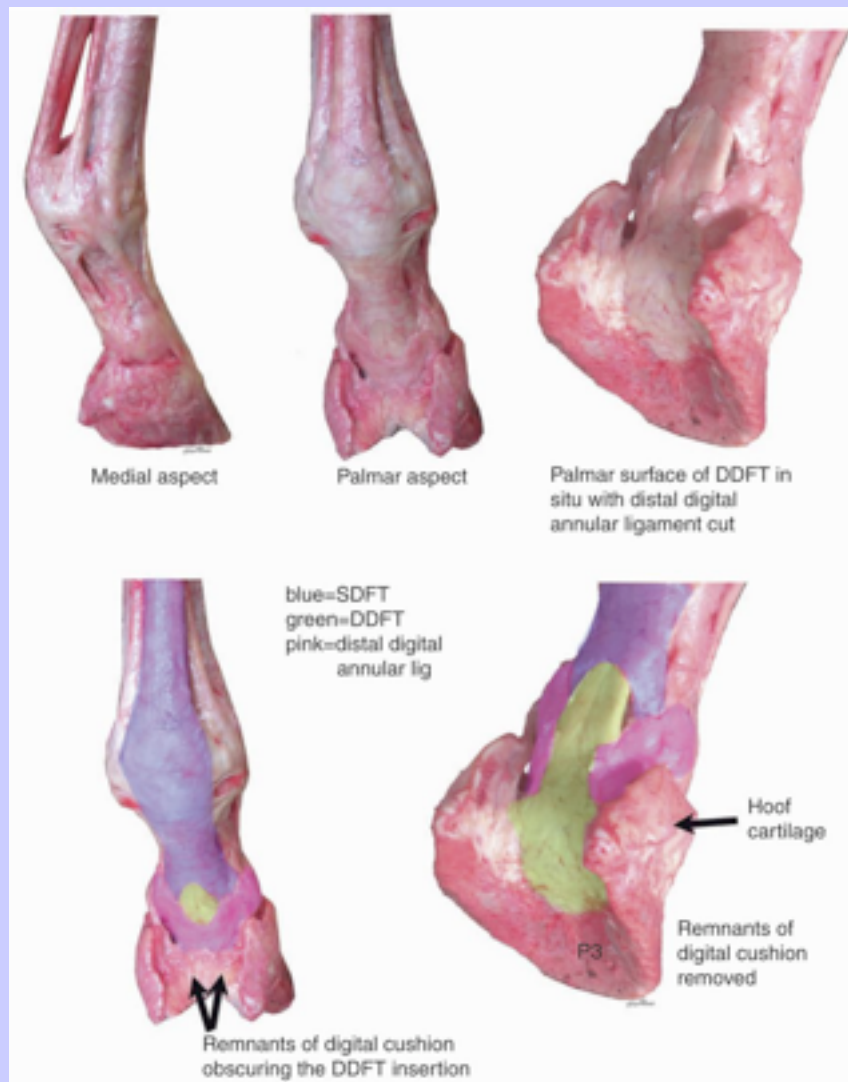 Medial aspect
Palmar aspect
Palmar surface of DDFT in
situ with distal digital
annular ligament cut
blue=SDFT
green=DDFT
pink=distal digital
annular lig
Hoof
cartilage
P3
Remnants of
digital cushion
removed
Remnants of digital cushion
obscuring the DDFT insertion